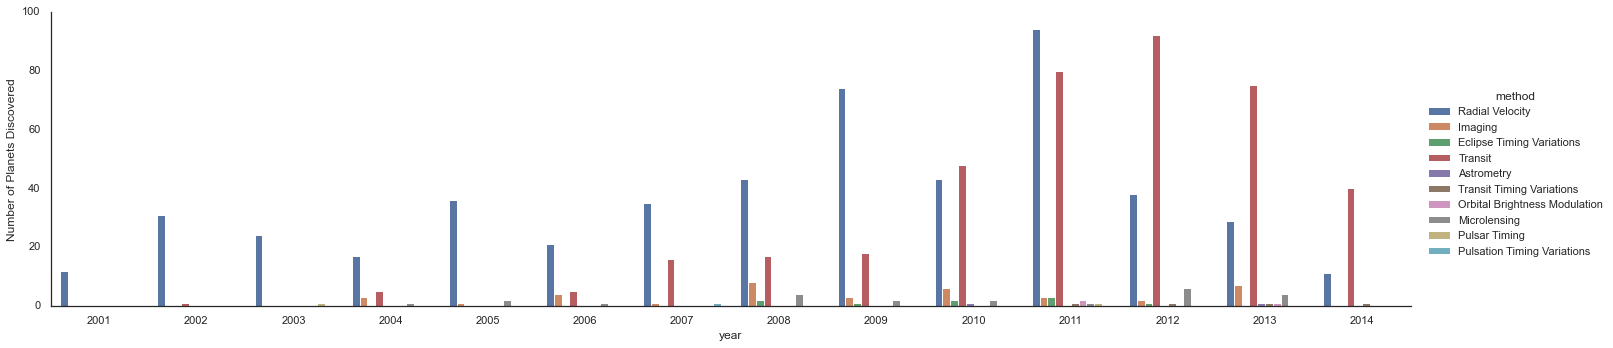 100
80
60
40
20
0
Number of Planets Discovered
2001 2002 2003 2004 2005 2006 2007 2008 2009 2010 2011 2012 2013 2014
year
method
Radial Velocity
Imaging
Eclipse Timing Variations
Transit
Astrometry
Transit Timing Variations
Orbital Brightness Modulation
Microlensing
Pulsar Timing
Pulsation Timing Variations